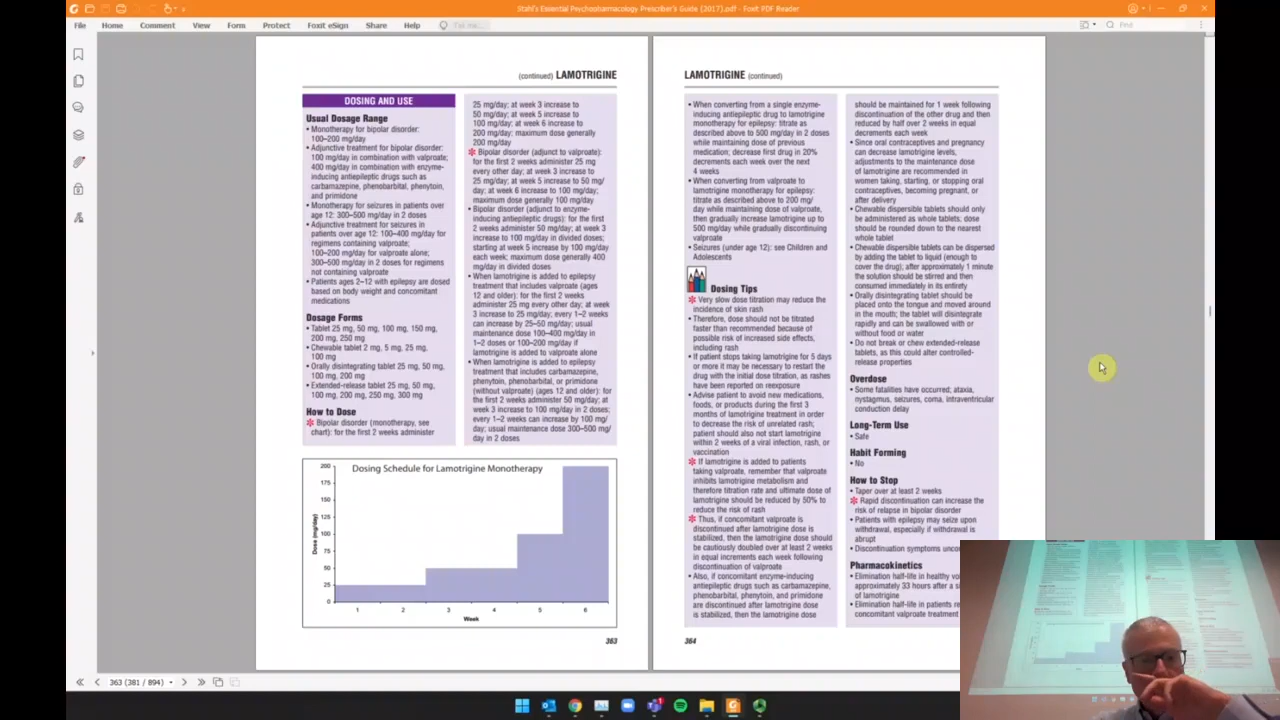 Stahl's Essential Psychopharmacology Prescriber's Guide (2017).pdf - Foxit PDF Reader
File Home Comment View Form Protect Foxit eSign Share Help Tell me... Find
(continued) LAMOTRIGINE
DOSING AND USE
Usual Dosage Range
• Monotherapy for bipolar disorder:
100–200 mg/day
• Adjunctive treatment for bipolar disorder:
100 mg/day in combination with valproate;
400 mg/day in combination with enzyme-
inducing antiepileptic drugs such as
carbamazepine, phenobarbital, phenytoin,
and primidone
• Monotherapy for seizures in patients over
age 12: 300–500 mg/day in 2 doses
• Adjunctive treatment for seizures in
patients over age 12: 100–400 mg/day for
regimens containing valproate;
100–200 mg/day for valproate alone;
300–500 mg/day in 2 doses for regimens
not containing valproate
• Patients ages 2–12 with epilepsy are dosed
based on body weight and concomitant
medications
Dosage Forms
• Tablet 25 mg, 50 mg, 100 mg, 150 mg,
200 mg, 250 mg
• Chewable tablet 2 mg, 5 mg, 25 mg,
100 mg
• Orally disintegrating tablet 25 mg, 50 mg,
100 mg, 200 mg
• Extended-release tablet 25 mg, 50 mg,
100 mg, 200 mg, 250 mg, 300 mg
How to Dose
✻ Bipolar disorder (monotherapy, see
chart): for the first 2 weeks administer
25 mg/day; at week 3 increase to
50 mg/day; at week 5 increase to
100 mg/day; at week 6 increase to
200 mg/day; maximum dose generally
200 mg/day
✻ Bipolar disorder (adjunct to valproate):
for the first 2 weeks administer 25 mg
every other day; at week 3 increase to
25 mg/day; at week 5 increase to 50 mg/
day; at week 6 increase to 100 mg/day;
maximum dose generally 100 mg/day
• Bipolar disorder (adjunct to enzyme-
inducing antiepileptic drugs): for the first
2 weeks administer 50 mg/day; at week 3
increase to 100 mg/day in divided doses;
starting at week 5 increase by 100 mg/day
each week; maximum dose generally 400
mg/day in divided doses
• When lamotrigine is added to epilepsy
treatment that includes valproate (ages
12 and older): for the first 2 weeks
administer 25 mg every other day; at week
3 increase to 25 mg/day; every 1–2 weeks
can increase by 25–50 mg/day; usual
maintenance dose 100–400 mg/day in
1–2 doses or 100–200 mg/day if
lamotrigine is added to valproate alone
• When lamotrigine is added to epilepsy
treatment that includes carbamazepine,
phenytoin, phenobarbital, or primidone
(without valproate) (ages 12 and older): for
the first 2 weeks administer 50 mg/day; at
week 3 increase to 100 mg/day in 2 doses;
every 1–2 weeks can increase by 100 mg/
day; usual maintenance dose 300–500 mg/
day in 2 doses
Dosing Schedule for Lamotrigine Monotherapy
Dose (mg/day)
200
175
150
125
100
75
50
25
0
1 2 3 4 5 6
Week
363
LAMOTRIGINE (continued)
• When converting from a single enzyme-
inducing antiepileptic drug to lamotrigine
monotherapy for epilepsy: titrate as
described above to 500 mg/day in 2 doses
while maintaining dose of previous
medication; decrease first drug in 20%
decrements each week over the next
4 weeks
• When converting from valproate to
lamotrigine monotherapy for epilepsy:
titrate as described above to 200 mg/
day while maintaining dose of valproate,
then gradually increase lamotrigine up to
500 mg/day while gradually discontinuing
valproate
• Seizures (under age 12): see Children and
Adolescents
Dosing Tips
✻ Very slow dose titration may reduce the
incidence of skin rash
• Therefore, dose should not be titrated
faster than recommended because of
possible risk of increased side effects,
including rash
• If patient stops taking lamotrigine for 5 days
or more it may be necessary to restart the
drug with the initial dose titration, as rashes
have been reported on reexposure
• Advise patient to avoid new medications,
foods, or products during the first 3
months of lamotrigine treatment in order
to decrease the risk of unrelated rash;
patient should also not start lamotrigine
within 2 weeks of a viral infection, rash, or
vaccination
✻ If lamotrigine is added to patients
taking valproate, remember that valproate
inhibits lamotrigine metabolism and
therefore titration rate and ultimate dose of
lamotrigine should be reduced by 50% to
reduce the risk of rash
✻ Thus, if concomitant valproate is
discontinued after lamotrigine dose is
stabilized, then the lamotrigine dose should
be cautiously doubled over at least 2 weeks
in equal increments each week following
discontinuation of valproate
• Also, if concomitant enzyme-inducing
antiepileptic drugs such as carbamazepine,
phenobarbital, phenytoin, and primidone
are discontinued after lamotrigine dose
is stabilized, then the lamotrigine dose
should be maintained for 1 week following
discontinuation of the other drug and then
reduced by half over 2 weeks in equal
decrements each week
• Since oral contraceptives and pregnancy
can decrease lamotrigine levels,
adjustments to the maintenance dose
of lamotrigine are recommended in
women taking, starting, or stopping oral
contraceptives, becoming pregnant, or
after delivery
• Chewable dispersible tablets should only
be administered as whole tablets; dose
should be rounded down to the nearest
whole tablet
• Chewable dispersible tablets can be dispersed
by adding the tablet to liquid (enough to
cover the drug); after approximately 1 minute
the solution should be stirred and then
consumed immediately in its entirety
• Orally disintegrating tablet should be
placed onto the tongue and moved around
in the mouth; the tablet will disintegrate
rapidly and can be swallowed with or
without food or water
• Do not break or chew extended-release
tablets, as this could alter controlled-
release properties
Overdose
• Some fatalities have occurred; ataxia,
nystagmus, seizures, coma, intraventricular
conduction delay
Long-Term Use
• Safe
Habit Forming
• No
How to Stop
• Taper over at least 2 weeks
✻ Rapid discontinuation can increase the
risk of relapse in bipolar disorder
• Patients with epilepsy may seize upon
withdrawal, especially if withdrawal is
abrupt
• Discontinuation symptoms unco
Pharmacokinetics
• Elimination half-life in healthy vo
approximately 33 hours after a s
of lamotrigine
• Elimination half-life in patients re
concomitant valproate treatment
364
363 (381 / 894)